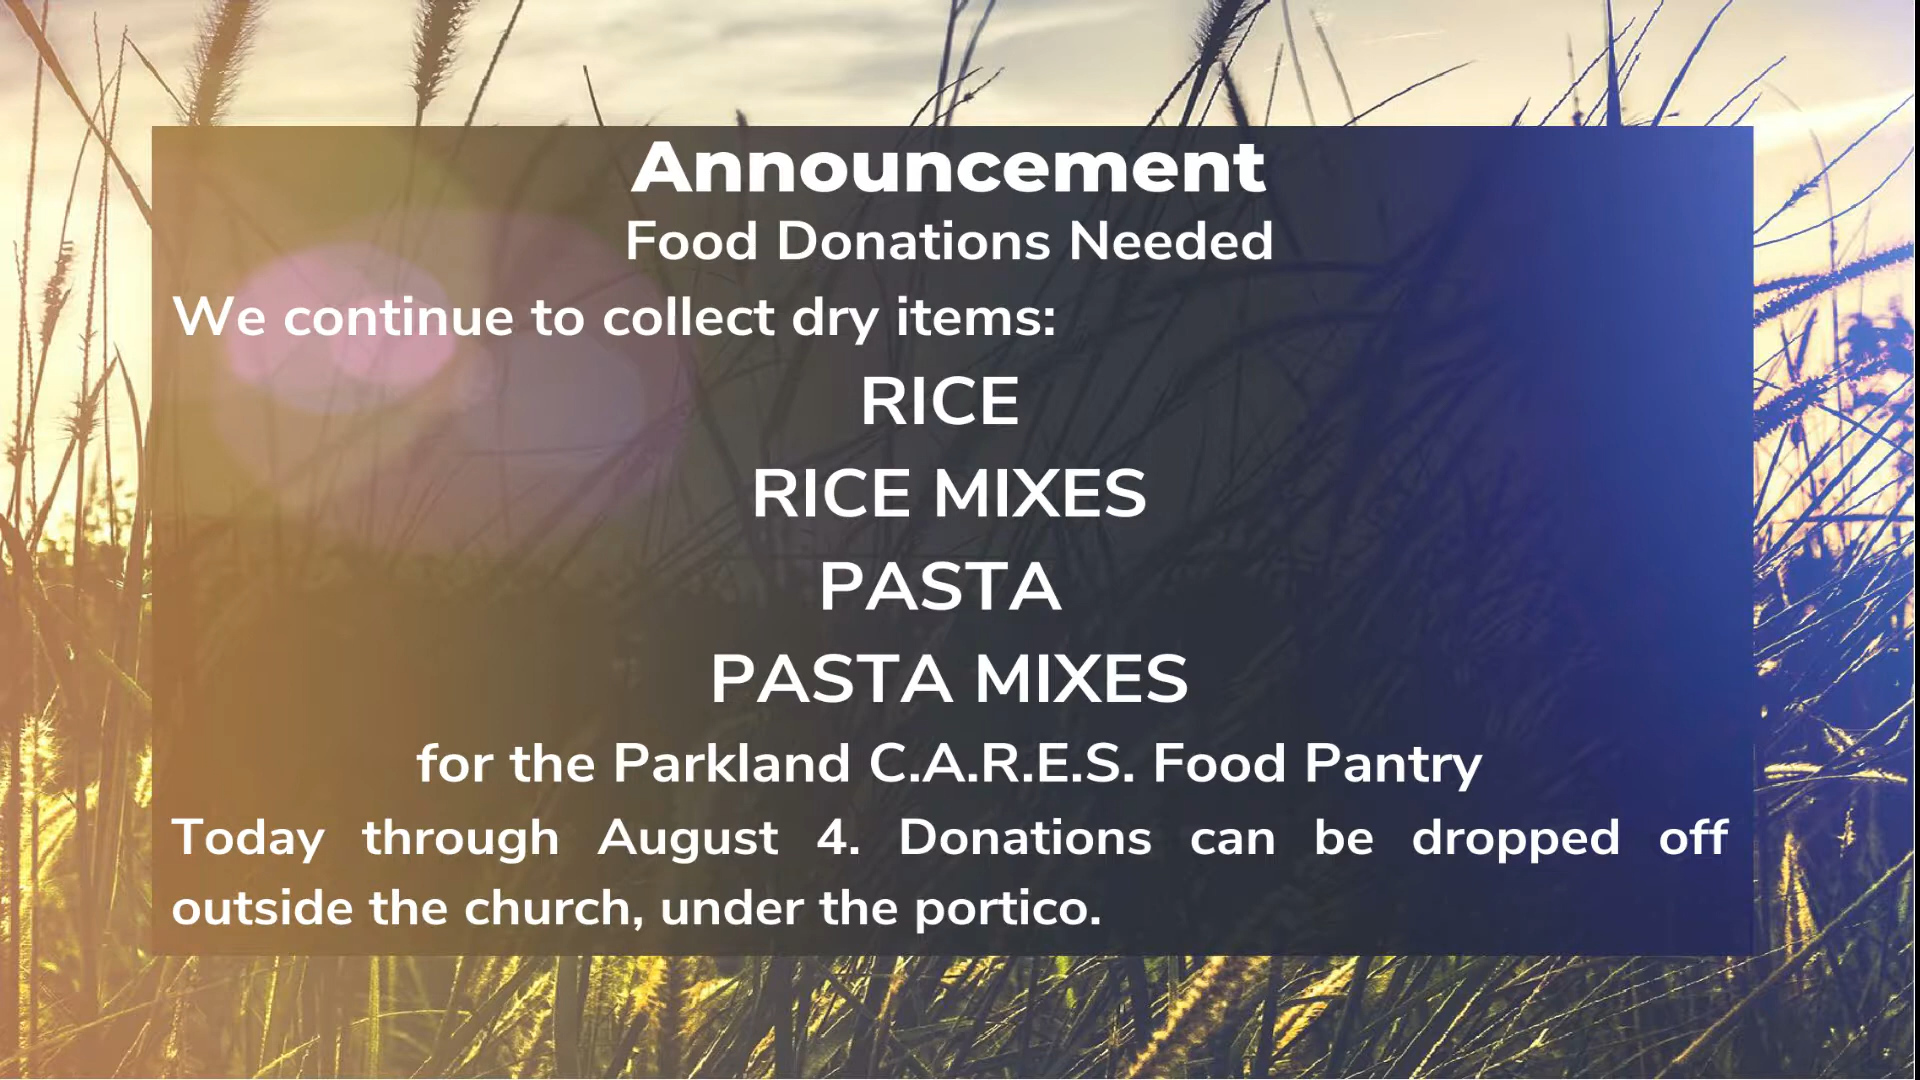 Announcement
Food Donations Needed
We continue to collect dry items:
RICE
RICE MIXES
PASTA
PASTA MIXES
for the Parkland C.A.R.E.S. Food Pantry
Today through August 4. Donations can be dropped off
outside the church, under the portico.